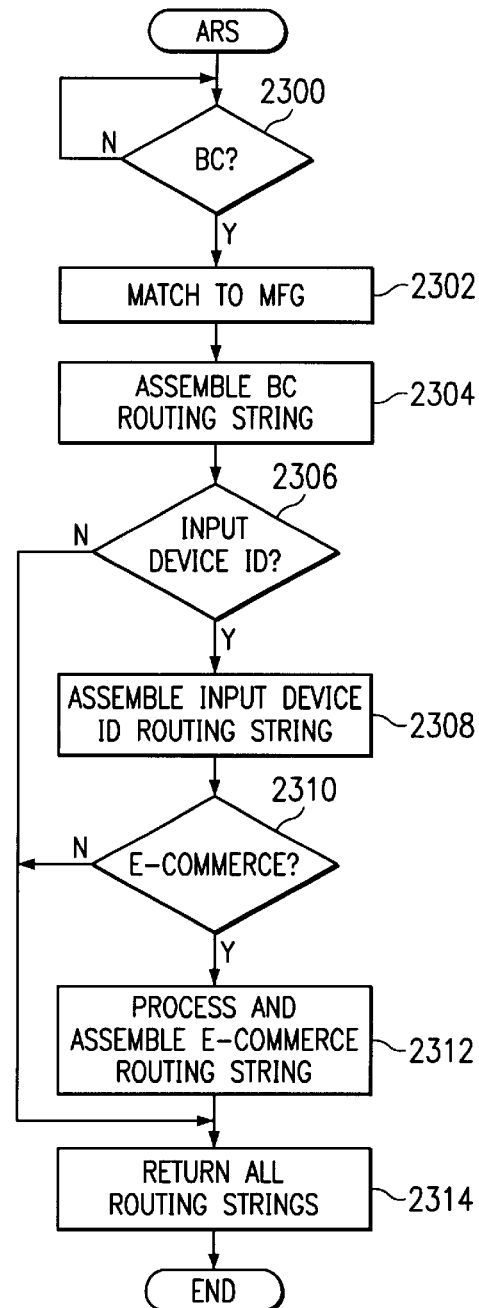 ARS
2300
N
BC?
Y
MATCH TO MFG
2302
ASSEMBLE BC
ROUTING STRING
2304
2306
N
INPUT
DEVICE ID?
Y
ASSEMBLE INPUT DEVICE
ID ROUTING STRING
2308
2310
N
E-COMMERCE?
Y
PROCESS AND
ASSEMBLE E-COMMERCE
ROUTING STRING
2312
RETURN ALL
ROUTING STRINGS
2314
END